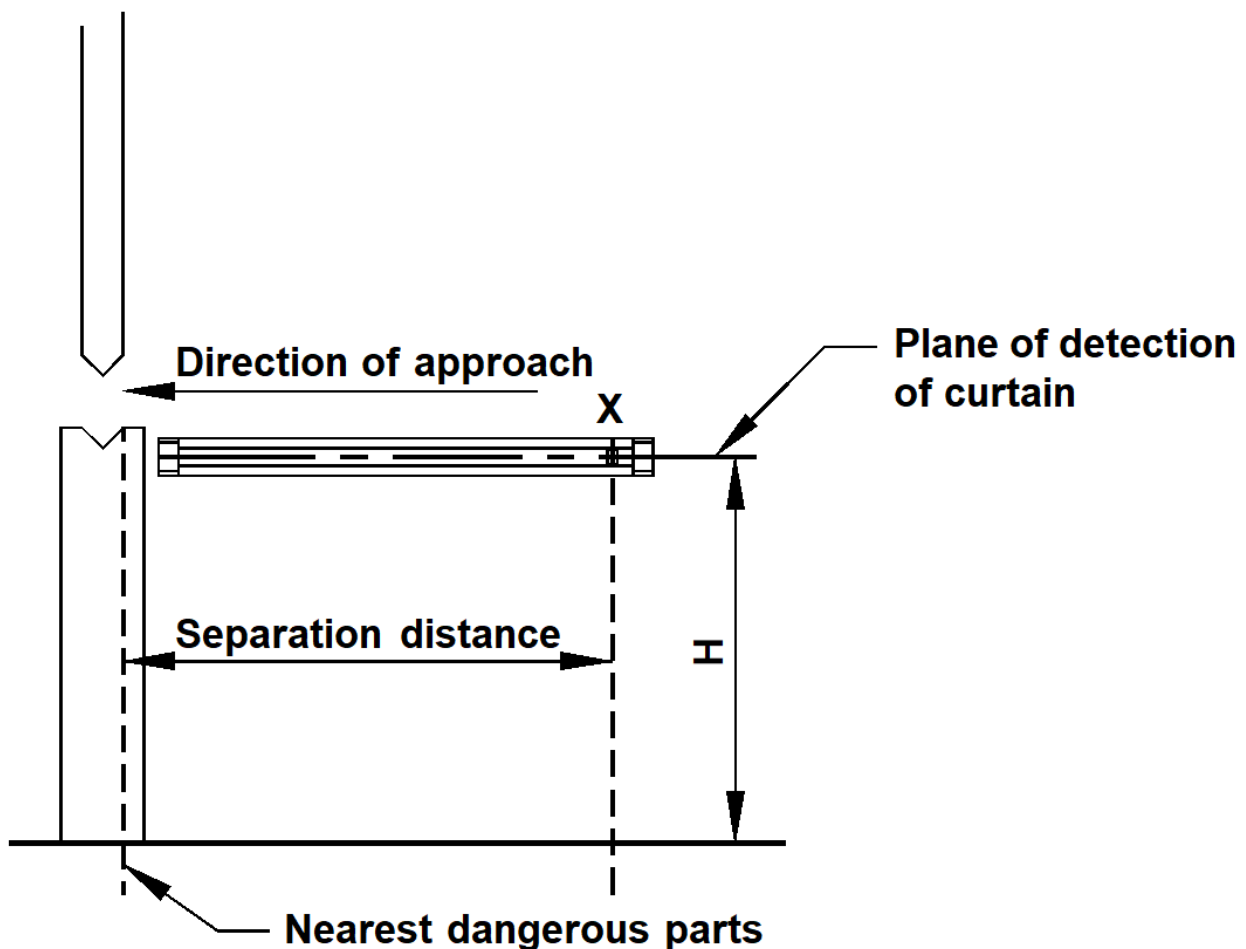 Direction of approach
X
Plane of detection
of curtain
Separation distance
H
Nearest dangerous parts